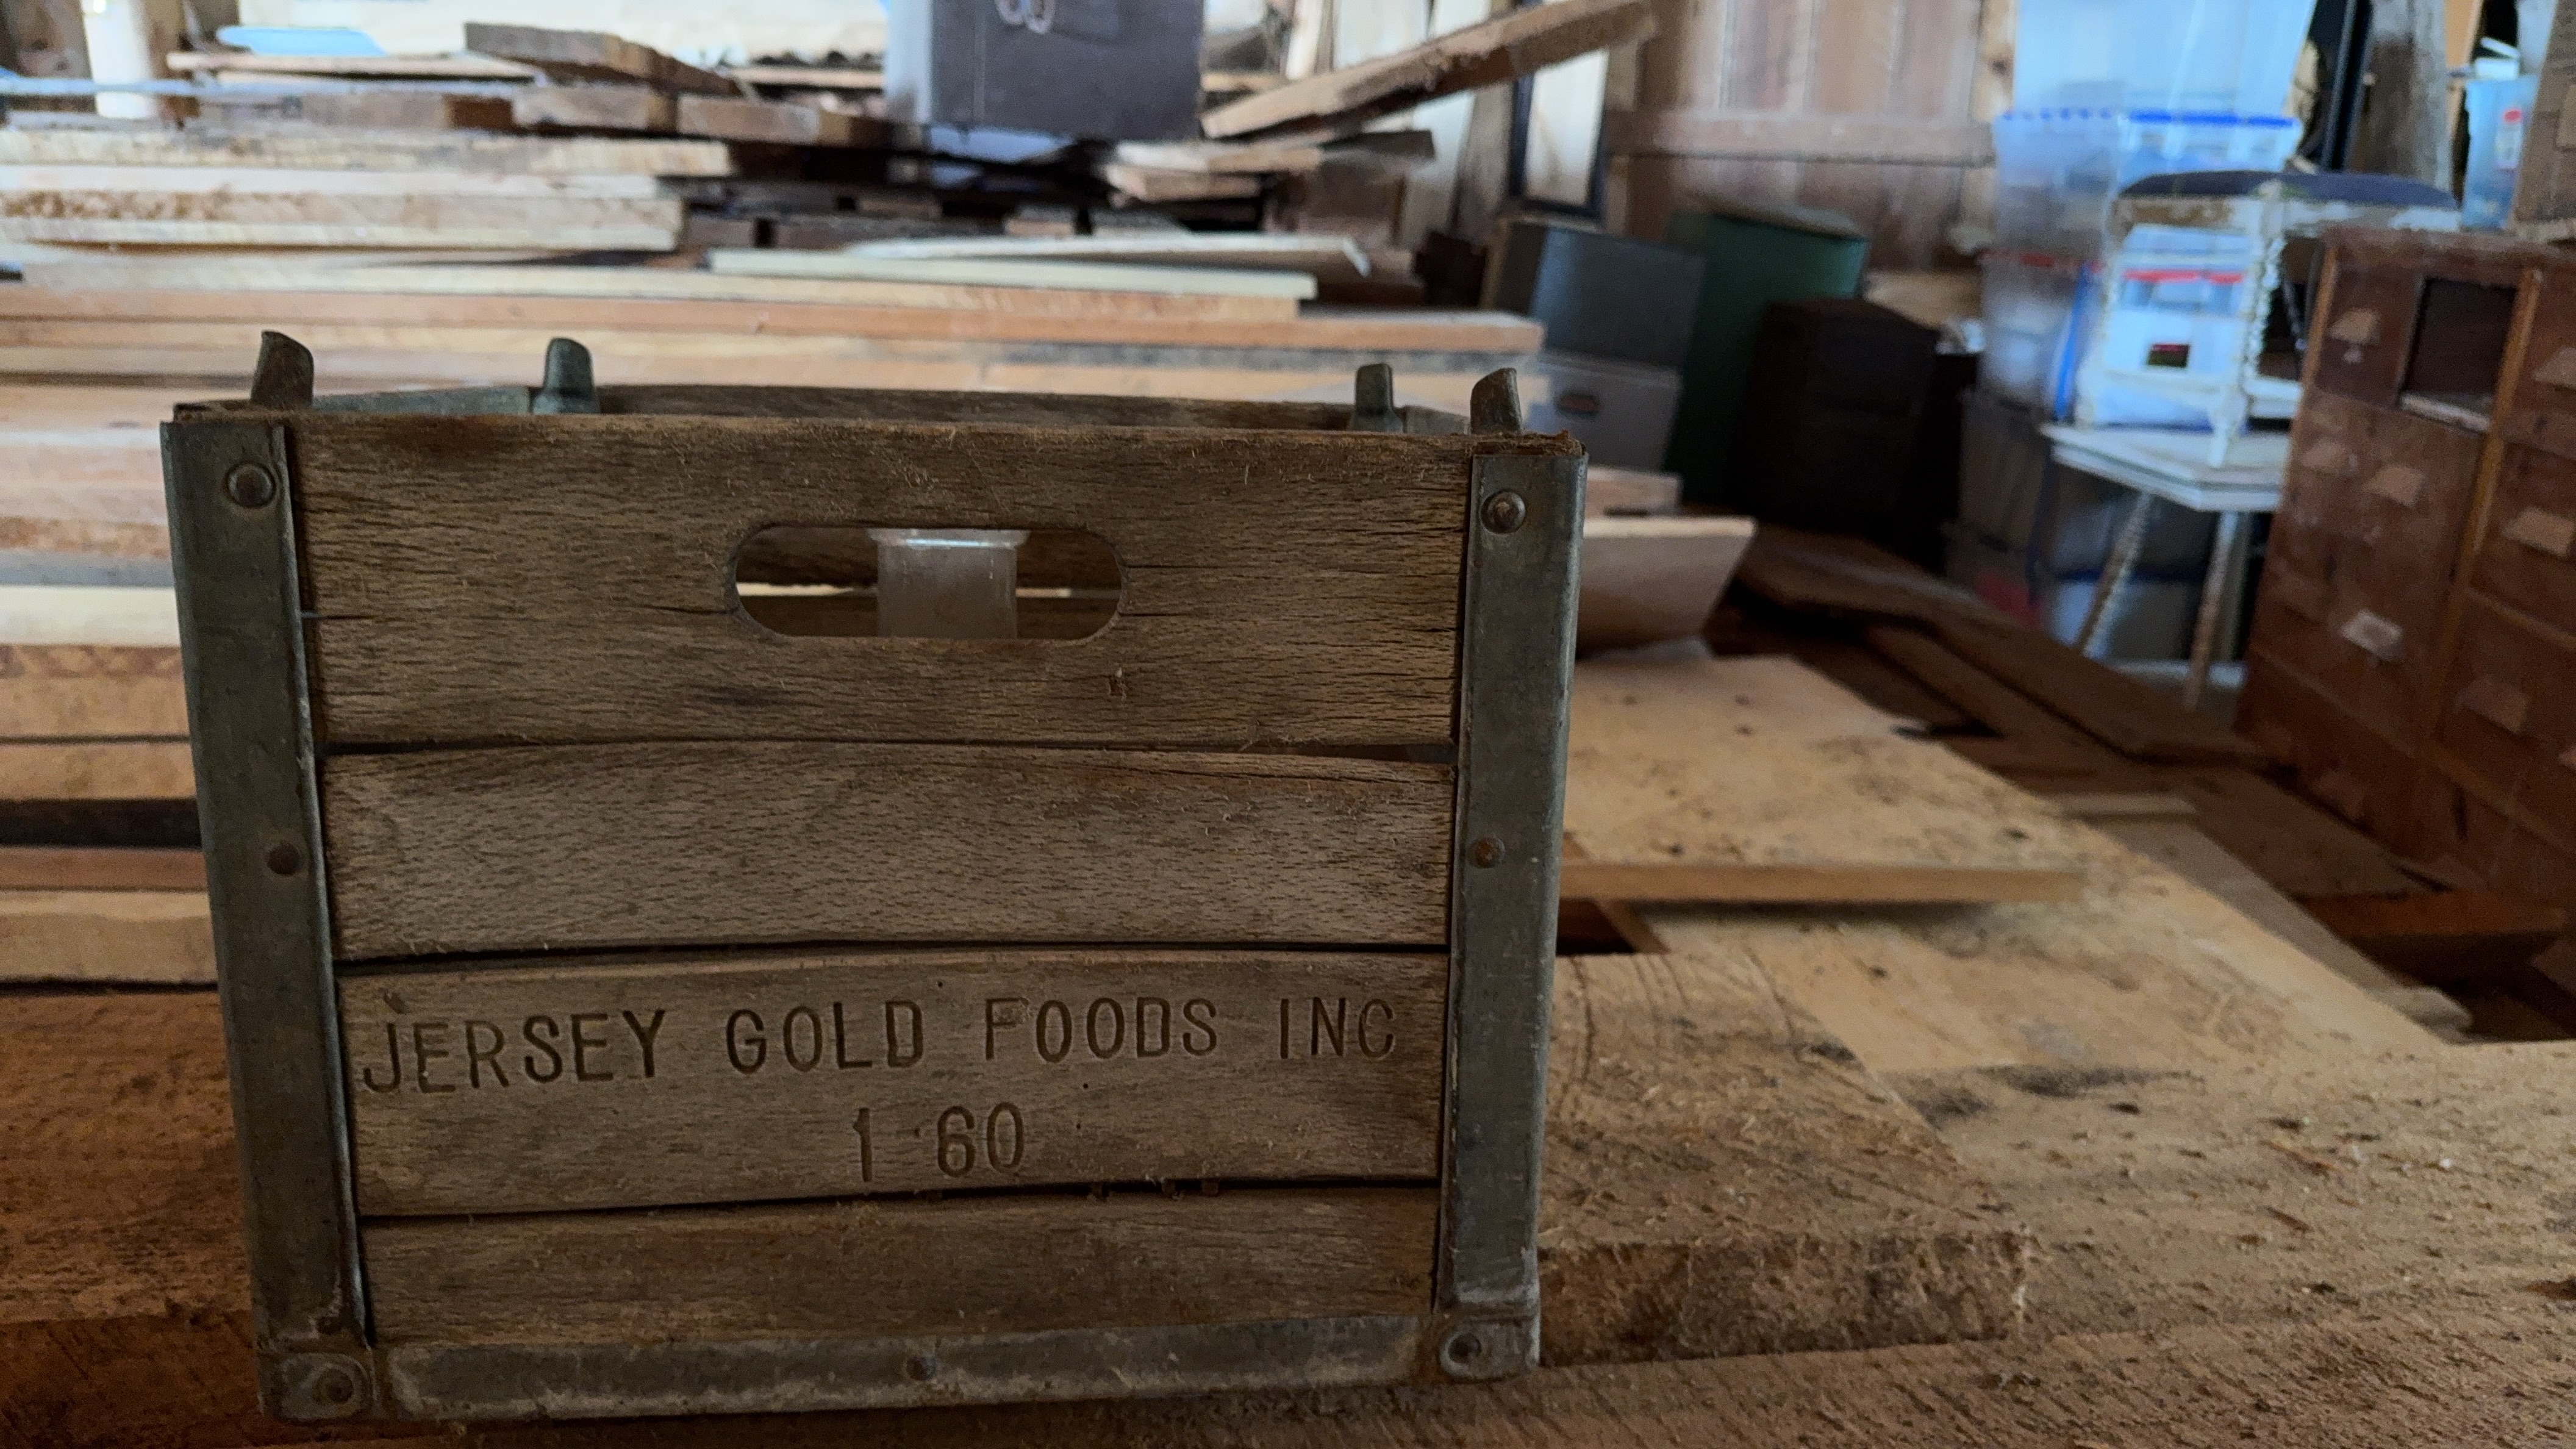 JERSEY GOLD FOODS INC
1 60